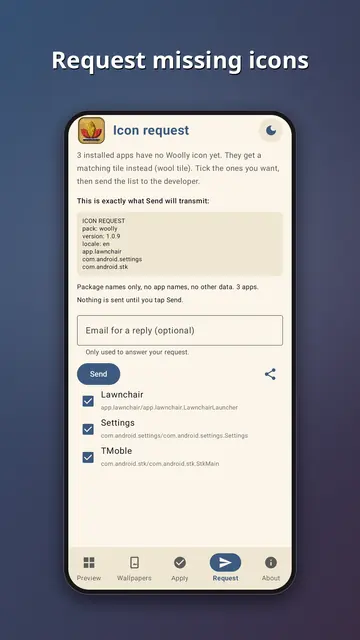 Request missing icons
Icon request
3 installed apps have no Woolly icon yet. They get a
matching tile instead (wool tile). Tick the ones you want,
then send the list to the developer.
This is exactly what Send will transmit:
ICON REQUEST
pack: woolly
version: 1.0.9
locale: en
app.lawnchair
com.android.settings
com.android.stk
Package names only, no app names, no other data. 3 apps.
Nothing is sent until you tap Send.
Email for a reply (optional)
Only used to answer your request.
Send
Lawnchair
app.lawnchair/app.lawnchair.LawnchairLauncher
Settings
com.android.settings/com.android.settings.Settings
TMoble
com.android.stk/com.android.stk.StkMain
Preview
Wallpapers
Apply
Request
About